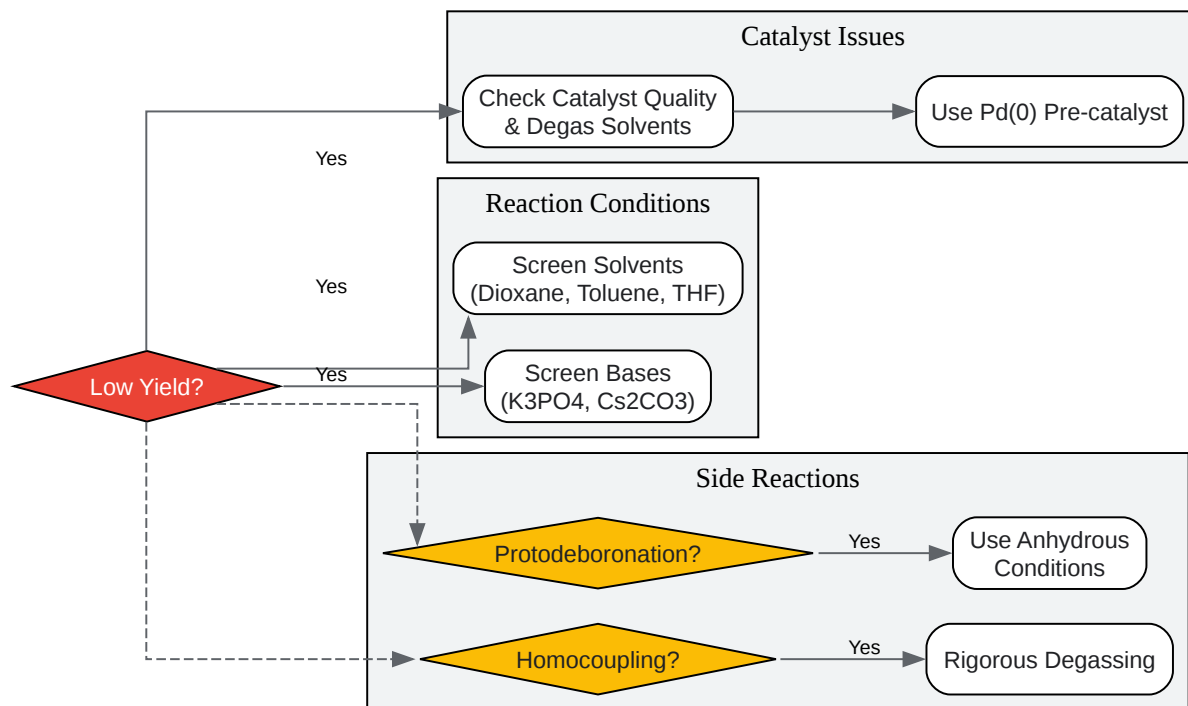 Catalyst Issues
Check Catalyst Quality
& Degas Solvents
Use Pd(0) Pre-catalyst
Yes
Reaction Conditions
Screen Solvents
(Dioxane, Toluene, THF)
Yes
Low Yield?
Yes
Screen Bases
(K3PO4, Cs2CO3)
Side Reactions
Protodeboronation?
Yes
Use Anhydrous
Conditions
Homocoupling?
Yes
Rigorous Degassing